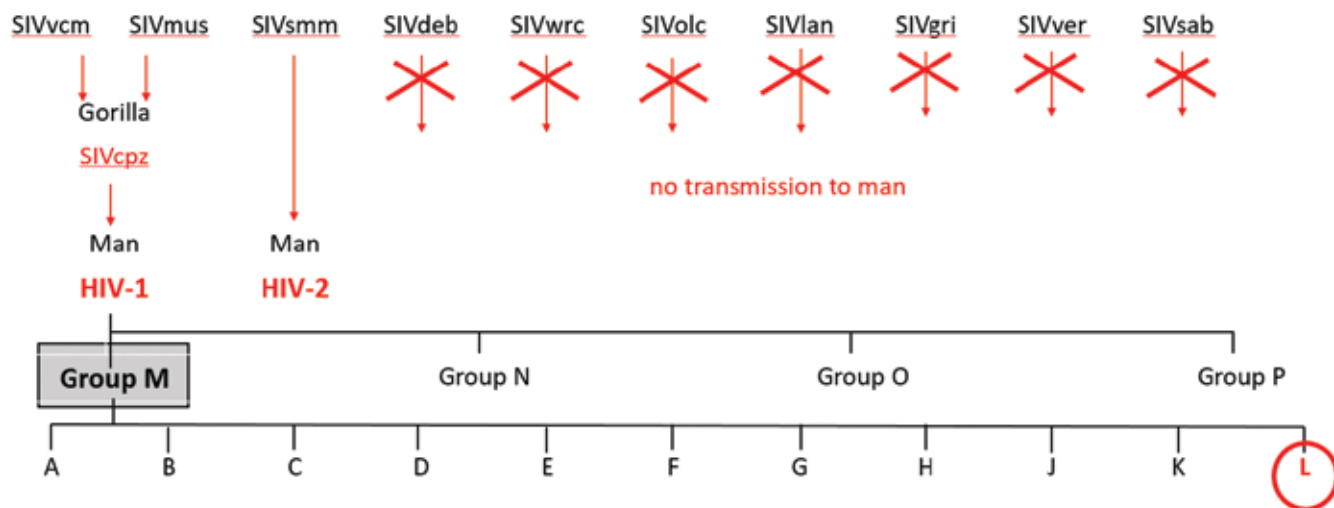 SIVvcm SIVmus SIVsmm SIVdeb SIVwrc SIVolc SIVlan SIVgri SIVver SIVsab
Gorilla
SIVcpz
no transmission to man
Man Man
HIV-1 HIV-2
Group M Group N Group O Group P
A B C D E F G H J K L